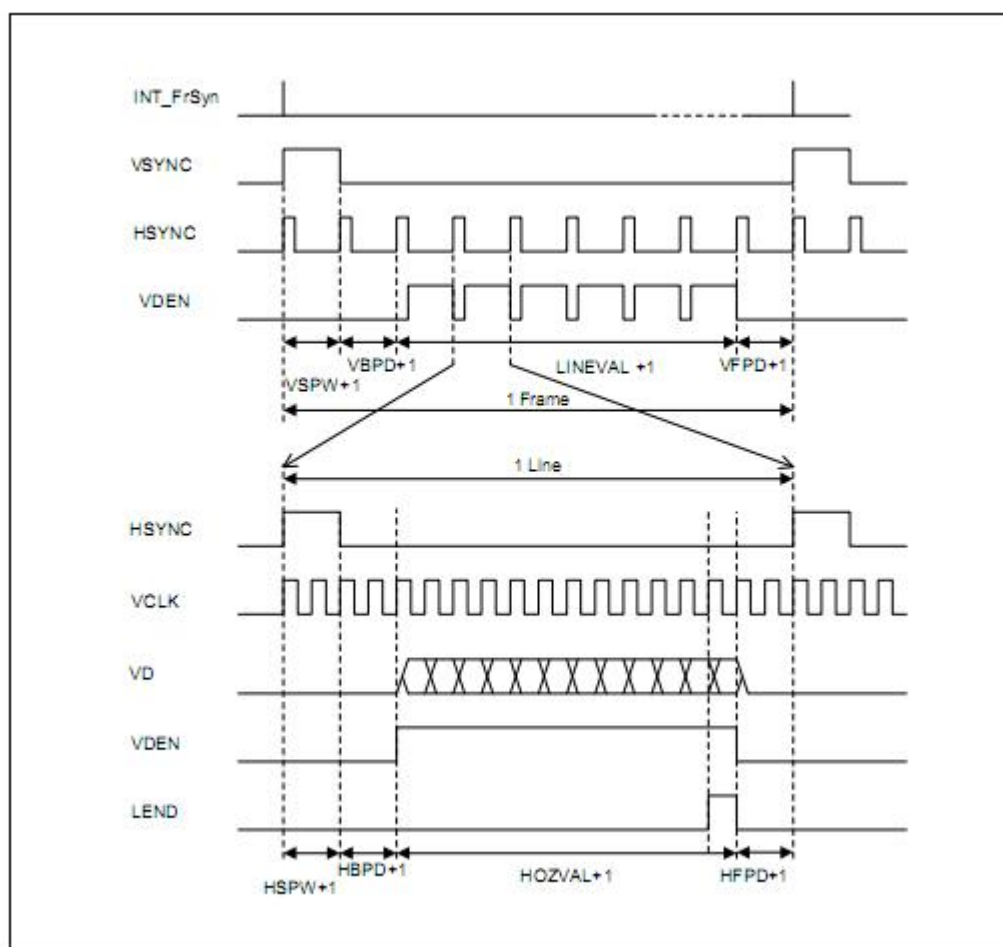 INT_FrSyn
VSYNC
HSYNC
VDEN
VBPD+1
LINEVAL +1
VFPD+1
VSPW+1
1 Frame
1 Line
HSYNC
VCLK
VD
VDEN
LEND
HBPD+1
HOZVAL+1
HFPD+1
HSPW+1